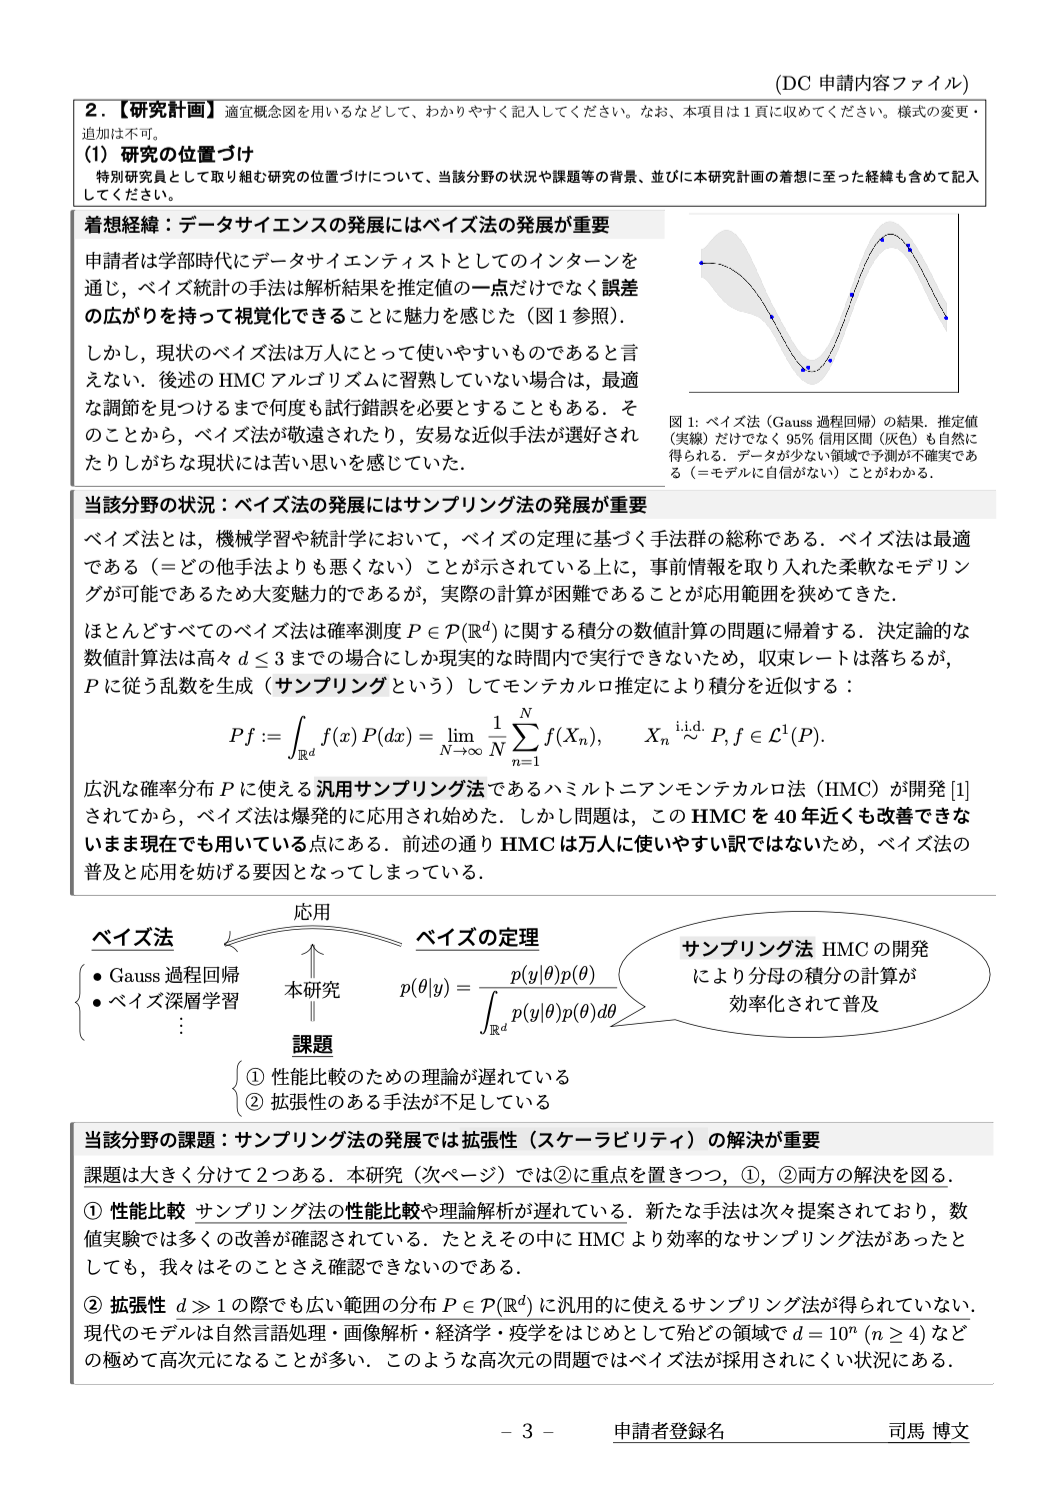 (DC 申請内容ファイル)
２．【研究計画】適宜概念図を用いるなどして、わかりやすく記入してください。なお、本項目は１頁に収めてください。様式の変更・
追加は不可。
(1) 研究の位置づけ
特別研究員として取り組む研究の位置づけについて、当該分野の状況や課題等の背景、並びに本研究計画の着想に至った経緯も含めて記入
してください。
着想経緯：データサイエンスの発展にはベイズ法の発展が重要
申請者は学部時代にデータサイエンティストとしてのインターンを
通じ，ベイズ統計の手法は解析結果を推定値の一点だけでなく誤差
の広がりを持って視覚化できることに魅力を感じた（図 1 参照）．
しかし，現状のベイズ法は万人にとって使いやすいものであると言
えない．後述の HMC アルゴリズムに習熟していない場合は，最適
な調節を見つけるまで何度も試行錯誤を必要とすることもある．そ
のことから，ベイズ法が敬遠されたり，安易な近似手法が選好され
たりしがちな現状には苦い思いを感じていた．
図 1: ベイズ法（Gauss 過程回帰）の結果．推定値
（実線）だけでなく 95% 信用区間（灰色）も自然に
得られる．データが少ない領域で予測が不確実であ
る（＝モデルに自信がない）ことがわかる．
当該分野の状況：ベイズ法の発展にはサンプリング法の発展が重要
ベイズ法とは，機械学習や統計学において，ベイズの定理に基づく手法群の総称である．ベイズ法は最適
である（＝どの他手法よりも悪くない）ことが示されている上に，事前情報を取り入れた柔軟なモデリン
グが可能であるため大変魅力的であるが，実際の計算が困難であることが応用範囲を狭めてきた．
ほとんどすべてのベイズ法は確率測度 P ∈ 𝒫(ℝ^d) に関する積分の数値計算の問題に帰着する．決定論的な
数値計算法は高々 d ≤ 3 までの場合にしか現実的な時間内で実行できないため，収束レートは落ちるが，
P に従う乱数を生成（サンプリングという）してモンテカルロ推定により積分を近似する：
Pf := ∫_{ℝ^d} f(x) P(dx) = lim_{N→∞} 1/N ∑_{n=1}^{N} f(X_n), X_n i.i.d. ~ P, f ∈ ℒ^1(P).
広汎な確率分布 P に使える汎用サンプリング法であるハミルトニアンモンテカルロ法（HMC）が開発 [1]
されてから，ベイズ法は爆発的に応用され始めた．しかし問題は，この HMC を 40 年近くも改善できな
いまま現在でも用いている点にある．前述の通り HMC は万人に使いやすい訳ではないため，ベイズ法の
普及と応用を妨げる要因となってしまっている．
応用
ベイズ法
• Gauss 過程回帰
• ベイズ深層学習
⋮
本研究
ベイズの定理
p(θ|y) = p(y|θ)p(θ) / ∫_{ℝ^d} p(y|θ)p(θ)dθ
サンプリング法 HMC の開発
により分母の積分の計算が
効率化されて普及
課題
① 性能比較のための理論が遅れている
② 拡張性のある手法が不足している
当該分野の課題：サンプリング法の発展では拡張性（スケーラビリティ）の解決が重要
課題は大きく分けて 2 つある．本研究（次ページ）では②に重点を置きつつ，①，②両方の解決を図る．
① 性能比較 サンプリング法の性能比較や理論解析が遅れている．新たな手法は次々提案されており，数
値実験では多くの改善が確認されている．たとえその中に HMC より効率的なサンプリング法があったと
しても，我々はそのことさえ確認できないのである．
② 拡張性 d ≫ 1 の際でも広い範囲の分布 P ∈ 𝒫(ℝ^d) に汎用的に使えるサンプリング法が得られていない．
現代のモデルは自然言語処理・画像解析・経済学・疫学をはじめとして殆どの領域で d = 10^n (n ≥ 4) など
の極めて高次元になることが多い．このような高次元の問題ではベイズ法が採用されにくい状況にある．
– 3 – 申請者登録名 司馬 博文